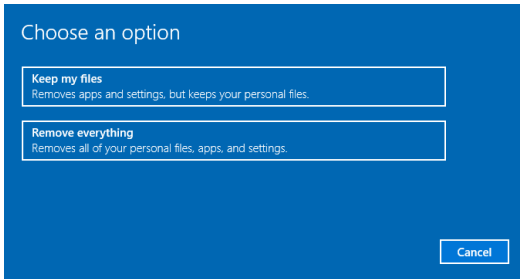 Choose an option
Keep my files
Removes apps and settings, but keeps your personal files.
Remove everything
Removes all of your personal files, apps, and settings.
Cancel